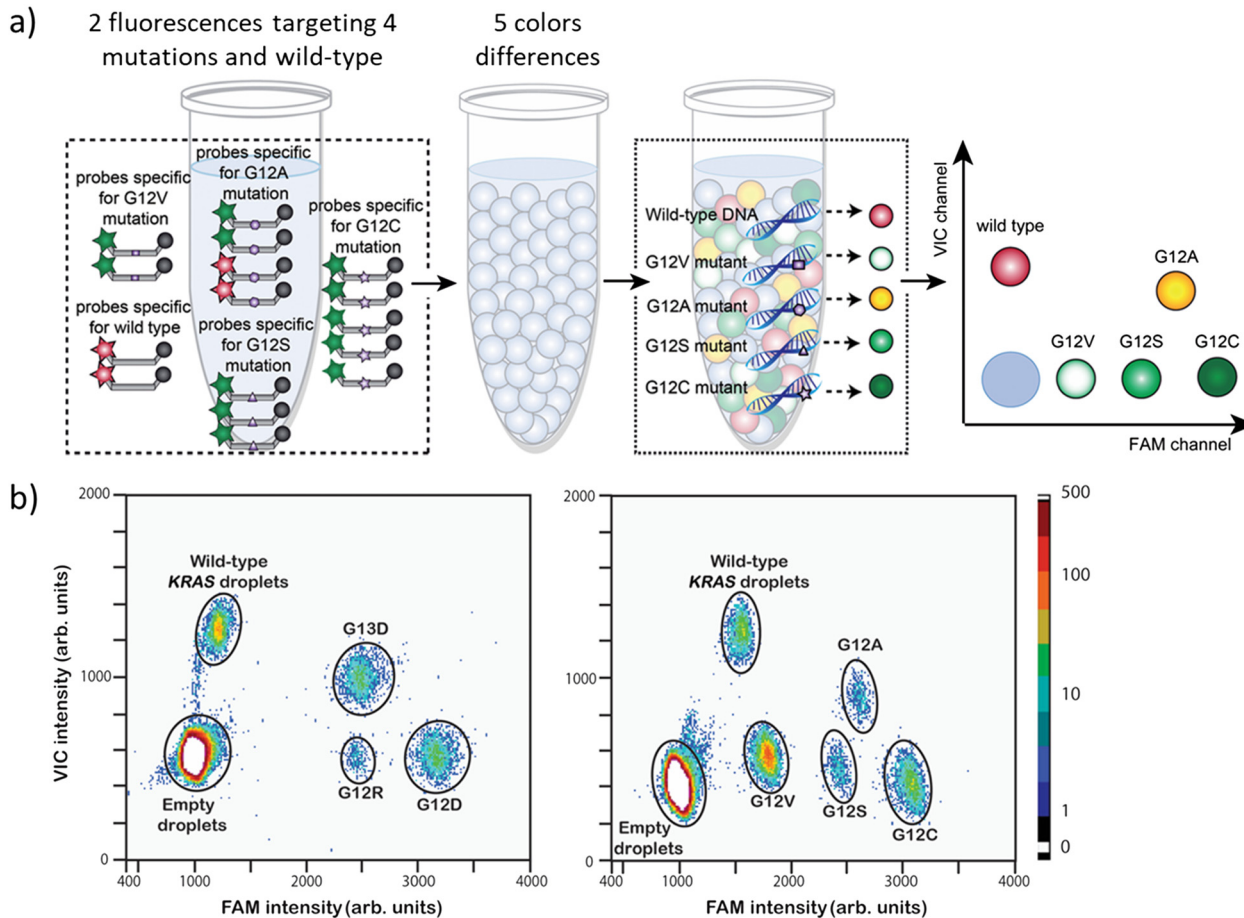 a)
2 fluorescences targeting 4
mutations and wild-type
5 colors
differences
probes specific
for G12V
mutation
probes specific
for G12A
mutation
probes specific
for G12C
mutation
probes specific
for wild type
probes specific
for G12S
mutation
Wild-type DNA
G12V mutant
G12A mutant
G12S mutant
G12C mutant
VIC channel
wild type
G12A
G12V
G12S
G12C
FAM channel
b)
2000
1000
0
VIC intensity (arb. units)
Wild-type
KRAS droplets
G13D
G12R
G12D
Empty
droplets
400
1000
2000
3000
4000
FAM intensity (arb. units)
2000
1000
0
Wild-type
KRAS droplets
G12A
G12V
G12S
G12C
Empty
droplets
400
1000
2000
3000
4000
FAM intensity (arb. units)
500
100
10
1
0